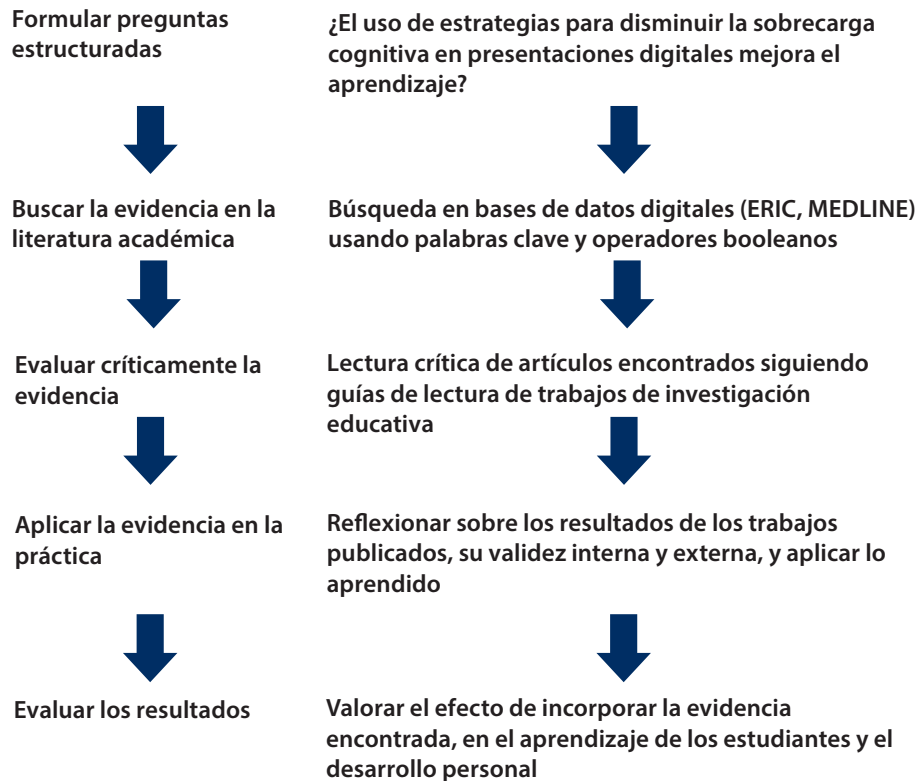 Formular preguntas
estructuradas
¿El uso de estrategias para disminuir la sobrecarga
cognitiva en presentaciones digitales mejora el
aprendizaje?
Buscar la evidencia en la
literatura académica
Búsqueda en bases de datos digitales (ERIC, MEDLINE)
usando palabras clave y operadores booleanos
Evaluar críticamente la
evidencia
Lectura crítica de artículos encontrados siguiendo
guías de lectura de trabajos de investigación
educativa
Aplicar la evidencia en la
práctica
Reflexionar sobre los resultados de los trabajos
publicados, su validez interna y externa, y aplicar lo
aprendido
Evaluar los resultados
Valorar el efecto de incorporar la evidencia
encontrada, en el aprendizaje de los estudiantes y el
desarrollo personal